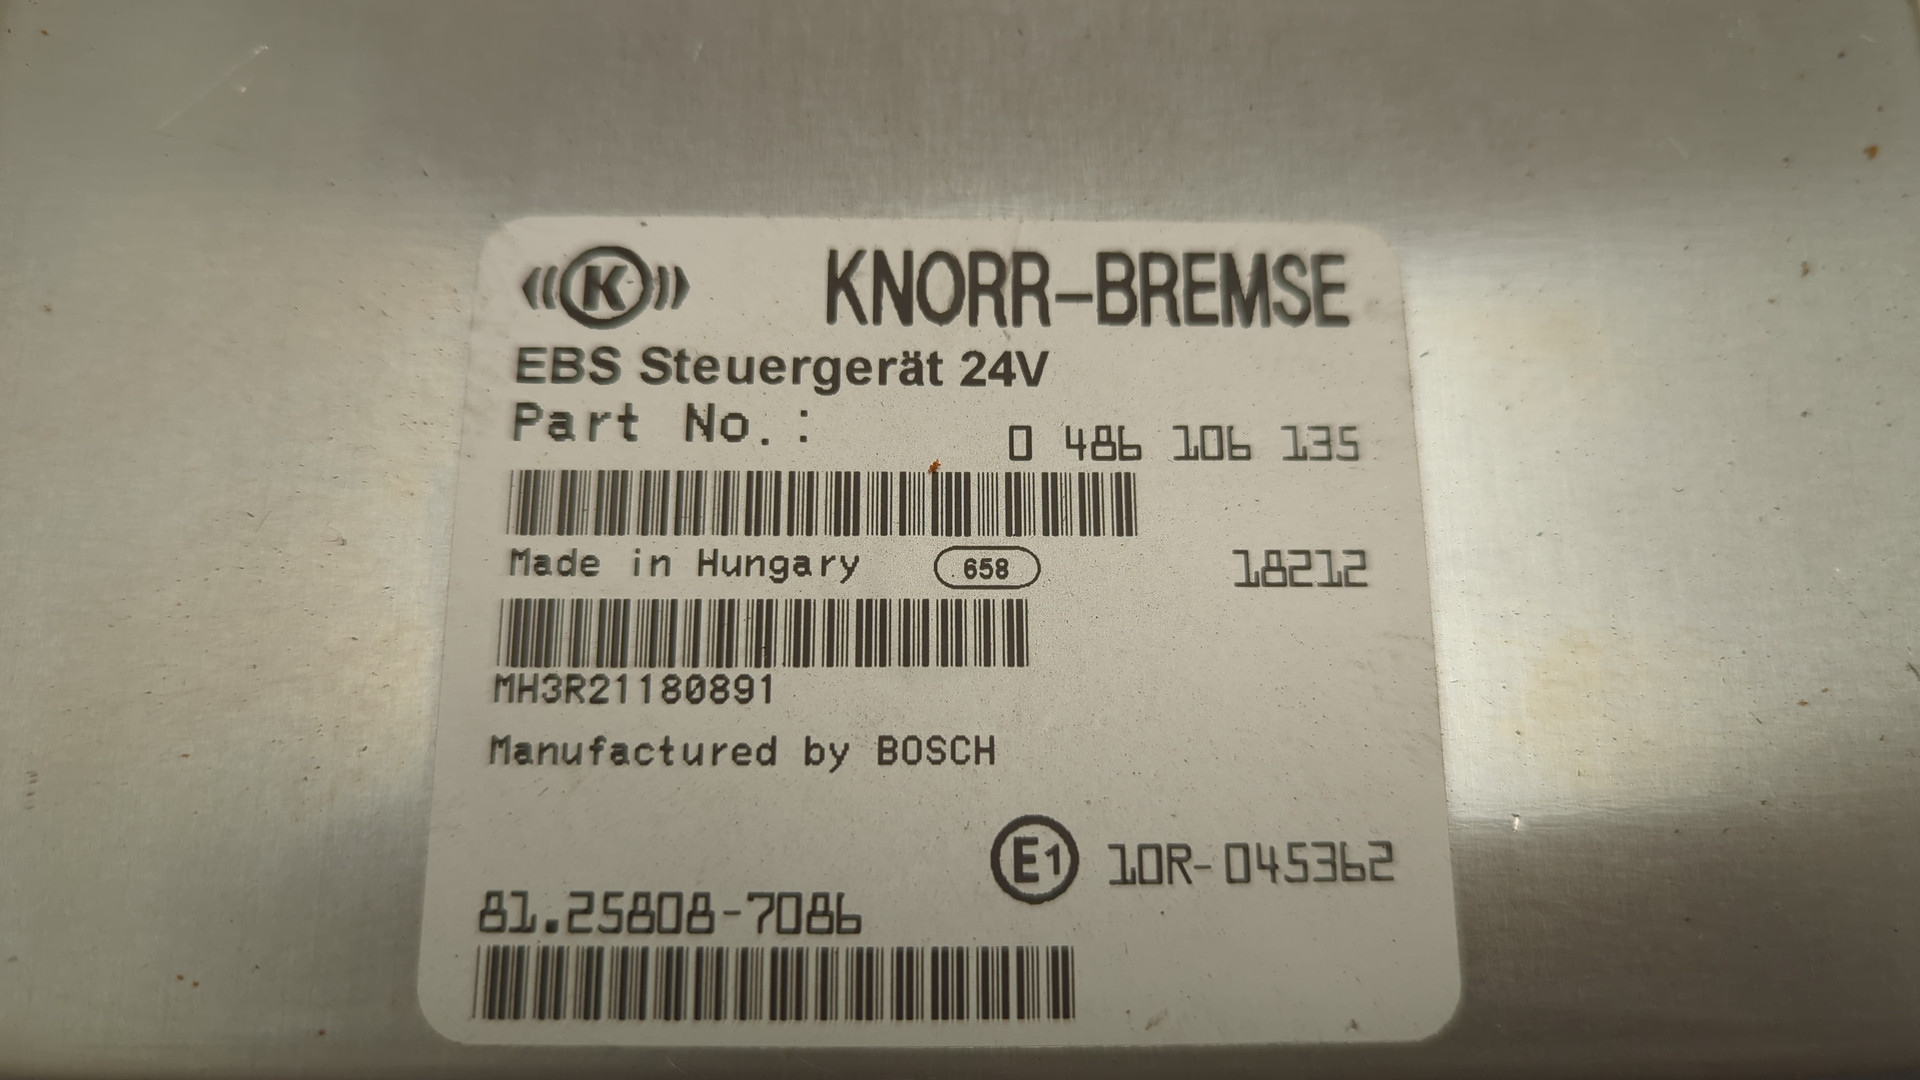 K KNORR-BREMSE
EBS Steuergerät 24V
Part No.: 0 486 106 135
Made in Hungary 658 18212
MH3R21180891
Manufactured by BOSCH
E1 10R-045362
81.25808-7086